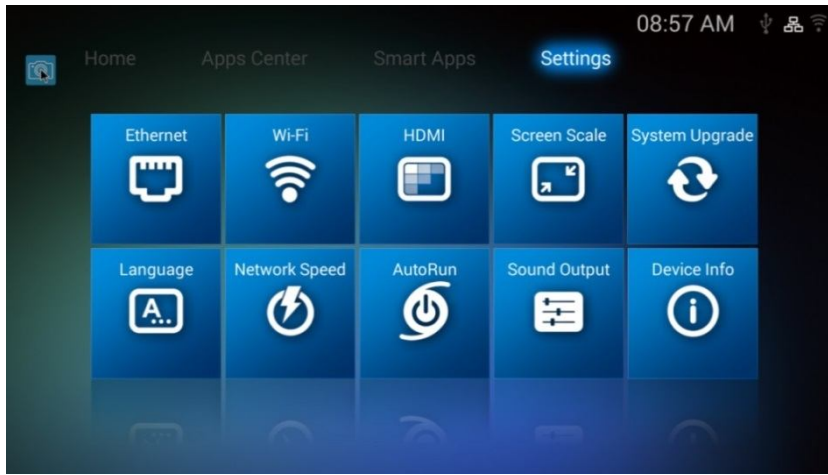 08:57 AM
Home Apps Center Smart Apps Settings
Ethernet Wi-Fi HDMI Screen Scale System Upgrade
Language Network Speed AutoRun Sound Output Device Info
A...